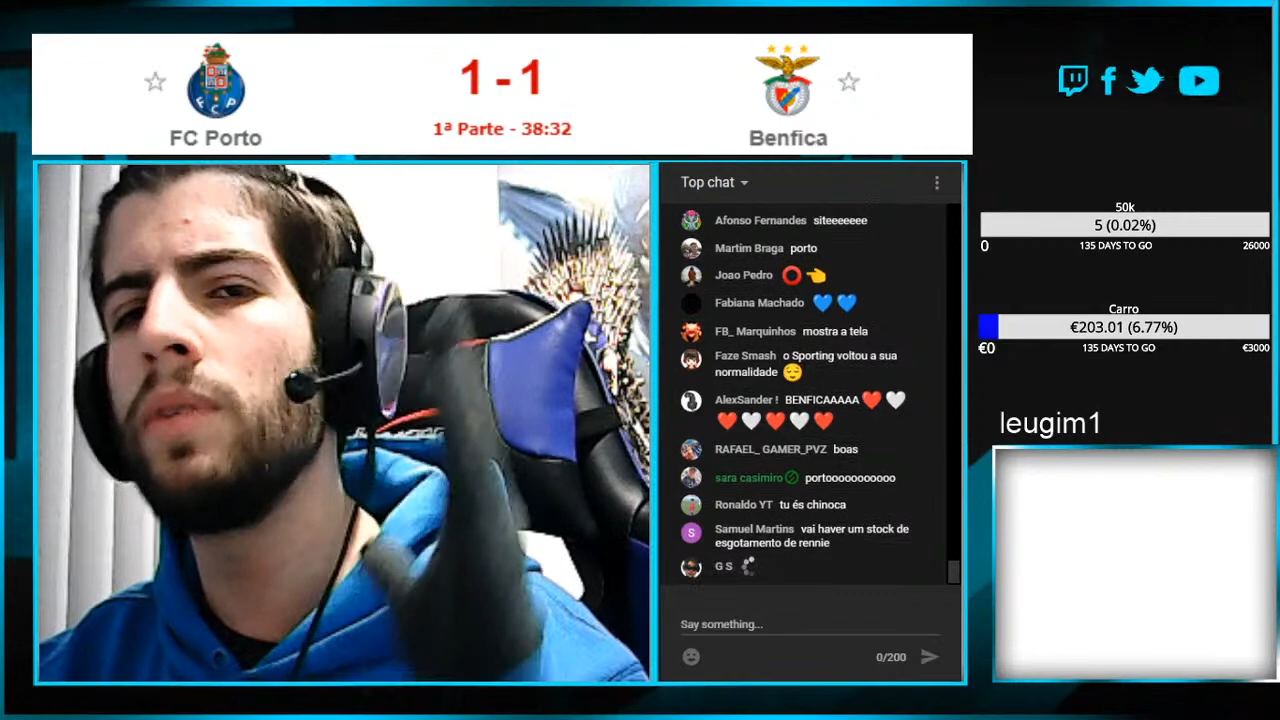 1 - 1
1ª Parte - 38:32
FC Porto
Benfica
FCP
Top chat
Afonso Fernandes siteeeeeee
Martim Braga porto
Joao Pedro ⭕👈
Fabiana Machado 💙💙
FB_ Marquinhos mostra a tela
Faze Smash o Sporting voltou a sua
normalidade 😌
AlexSander ! BENFICAAAAA ❤️🤍
❤️🤍❤️🤍❤️
RAFAEL_ GAMER_PVZ boas
sara casimiro portooooooooooo
Ronaldo YT tu és chinoca
S
Samuel Martins vai haver um stock de
esgotamento de rennie
G S
Say something...
0/200
50k
5 (0.02%)
0
135 DAYS TO GO
26000
Carro
€203.01 (6.77%)
€0
135 DAYS TO GO
€3000
leugim1